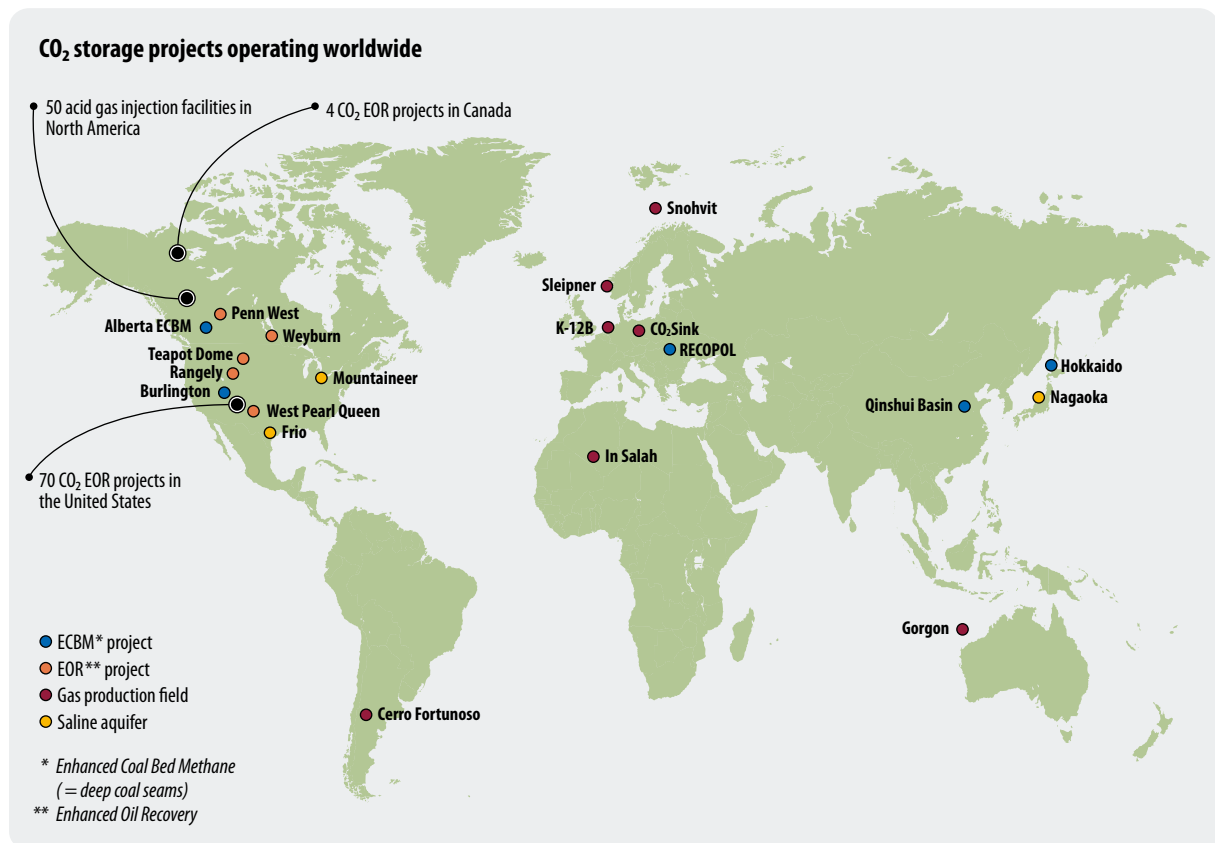 CO₂ storage projects operating worldwide
50 acid gas injection facilities in
North America
4 CO₂ EOR projects in Canada
Snohvit
Sleipner
Penn West
Alberta ECBM
K-12B
CO₂Sink
Weyburn
RECOPOL
Teapot Dome
Rangely
Mountaineer
Hokkaido
Burlington
Nagaoka
Qinshui Basin
West Pearl Queen
Frio
In Salah
70 CO₂ EOR projects in
the United States
Gorgon
Cerro Fortunoso
ECBM* project
EOR** project
Gas production field
Saline aquifer
* Enhanced Coal Bed Methane
( = deep coal seams)
** Enhanced Oil Recovery